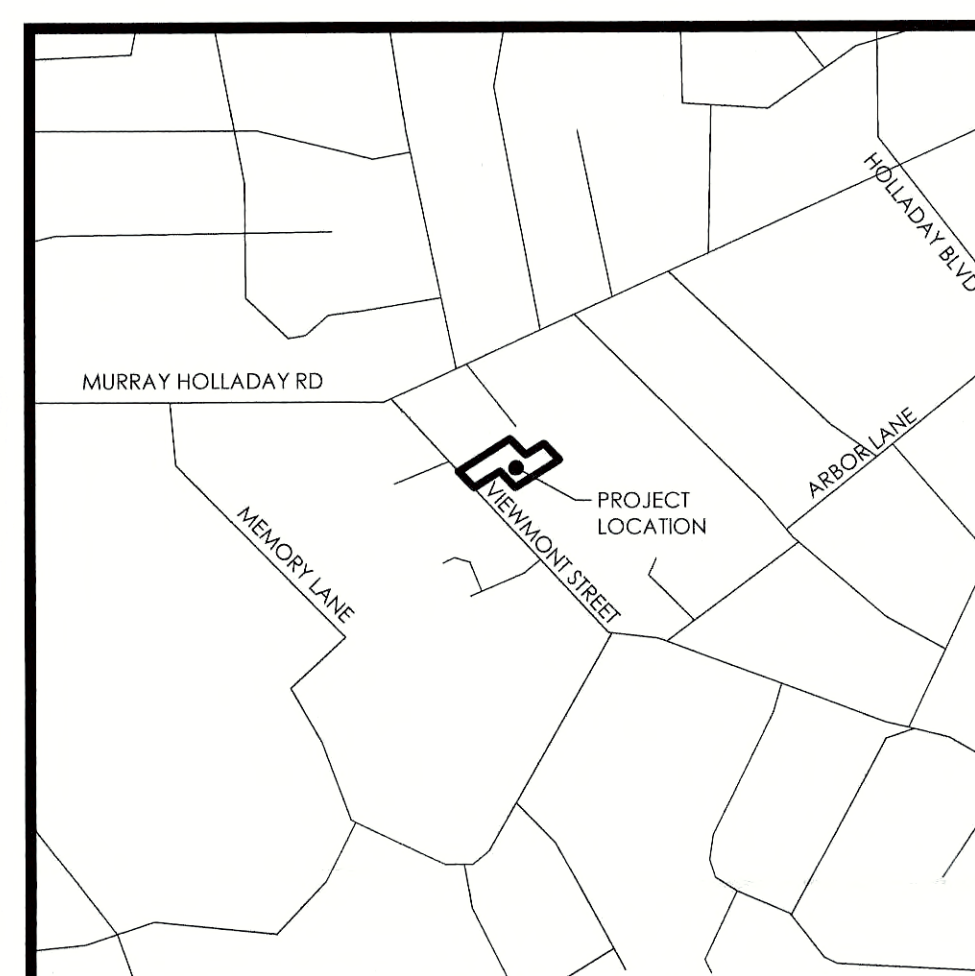 HOLLADAY BLVD
MURRAY HOLLADAY RD
ARBOR LANE
PROJECT
LOCATION
MEMORY LANE
VIEWMONT STREET